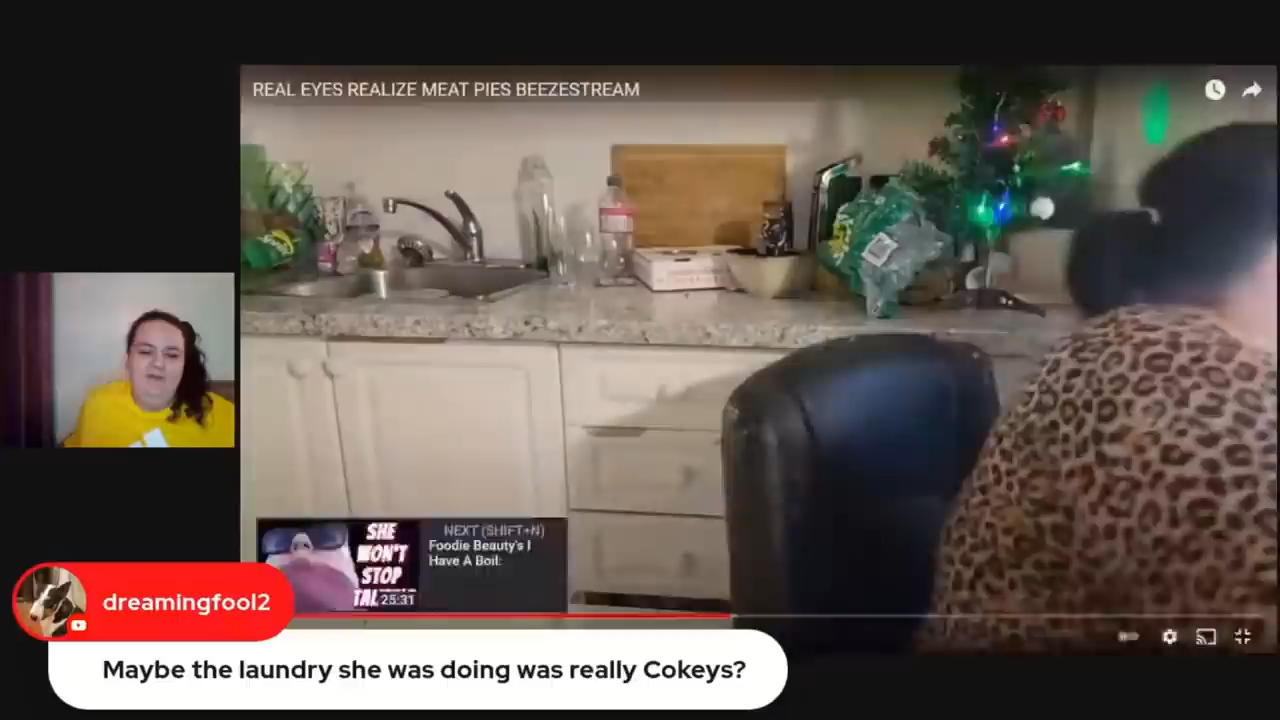 REAL EYES REALIZE MEAT PIES BEEZESTREAM
SHE
WON'T
STOP
TAL
25:31
NEXT (SHIFT+N)
Foodie Beauty's I
Have A Boil:
dreamingfool2
Maybe the laundry she was doing was really Cokeys?